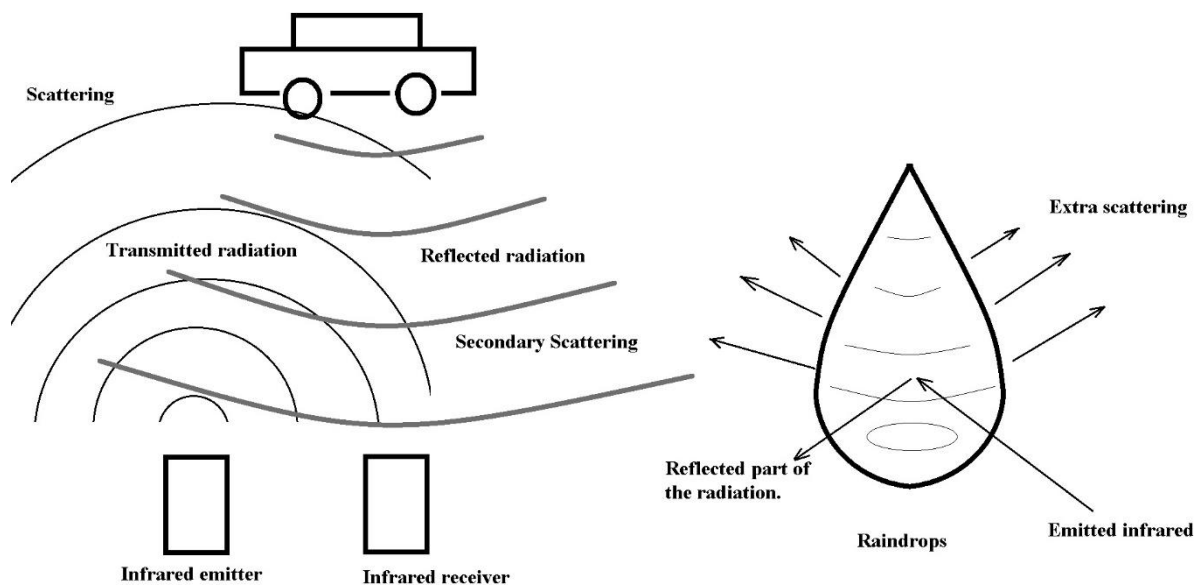 Scattering
Transmitted radiation
Reflected radiation
Secondary Scattering
Infrared emitter
Infrared receiver
Extra scattering
Reflected part of
the radiation.
Emitted infrared
Raindrops